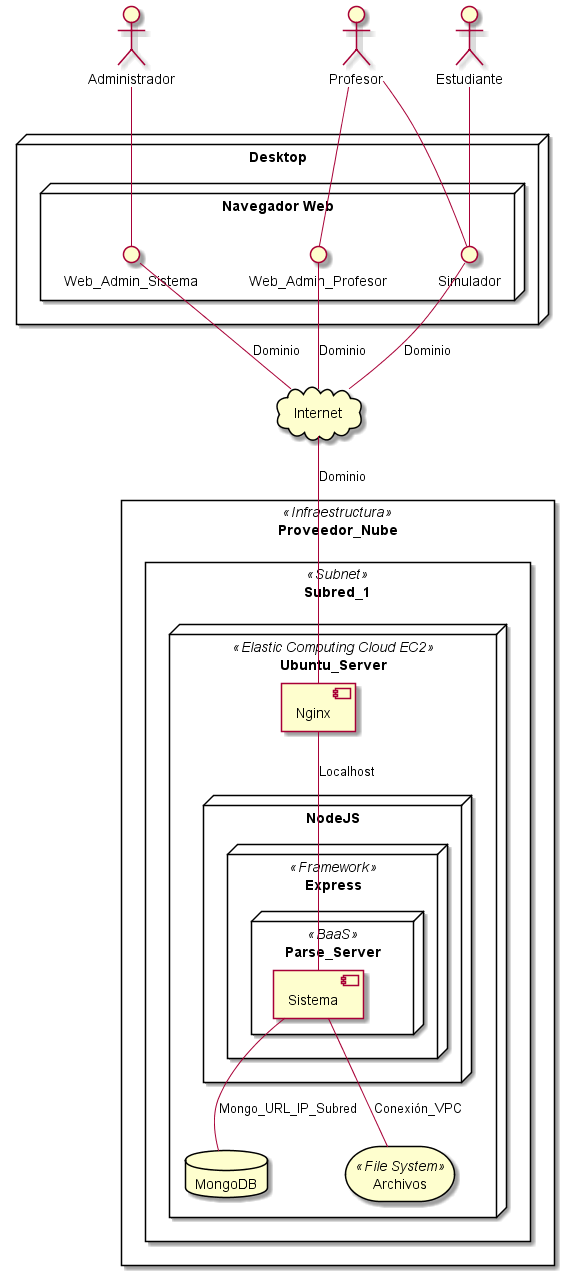 Administrador
Profesor
Estudiante
Desktop
Navegador Web
Web_Admin_Sistema
Web_Admin_Profesor
Simulador
Dominio
Dominio
Dominio
Internet
Dominio
«Infraestructura»
Proveedor_Nube
«Subnet»
Subred_1
«Elastic Computing Cloud EC2»
Ubuntu_Server
Nginx
Localhost
NodeJS
«Framework»
Express
«BaaS»
Parse_Server
Sistema
Mongo_URL_IP_Subred
Conexión_VPC
MongoDB
«File System»
Archivos